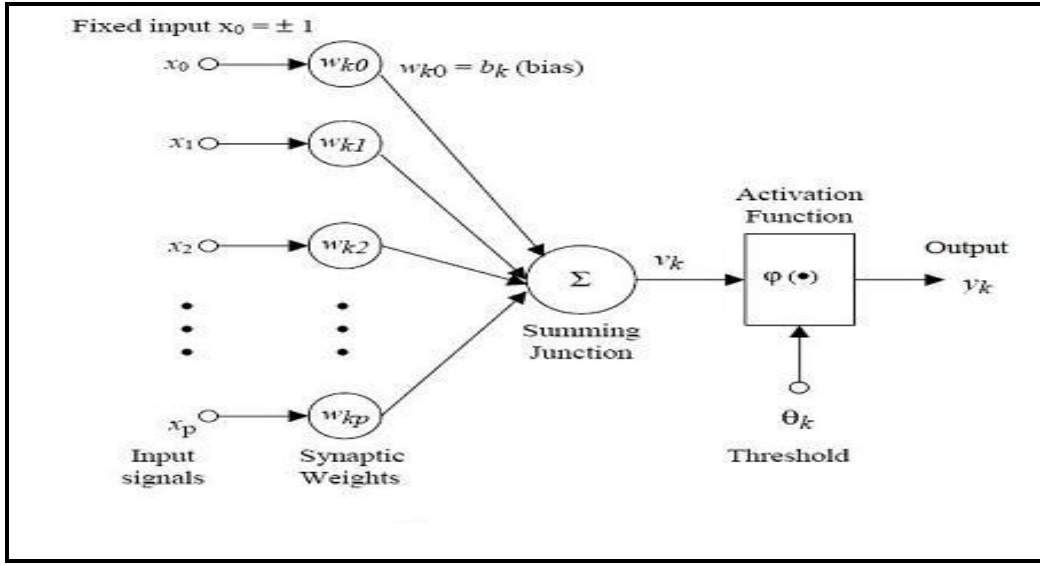 Fixed input x0 = ± 1
x0
wk0
wk0 = bk (bias)
x1
wk1
Activation
Function
x2
wk2
Σ
vk
φ (•)
Output
yk
Summing
Junction
xp
wkp
θk
Input
signals
Synaptic
Weights
Threshold